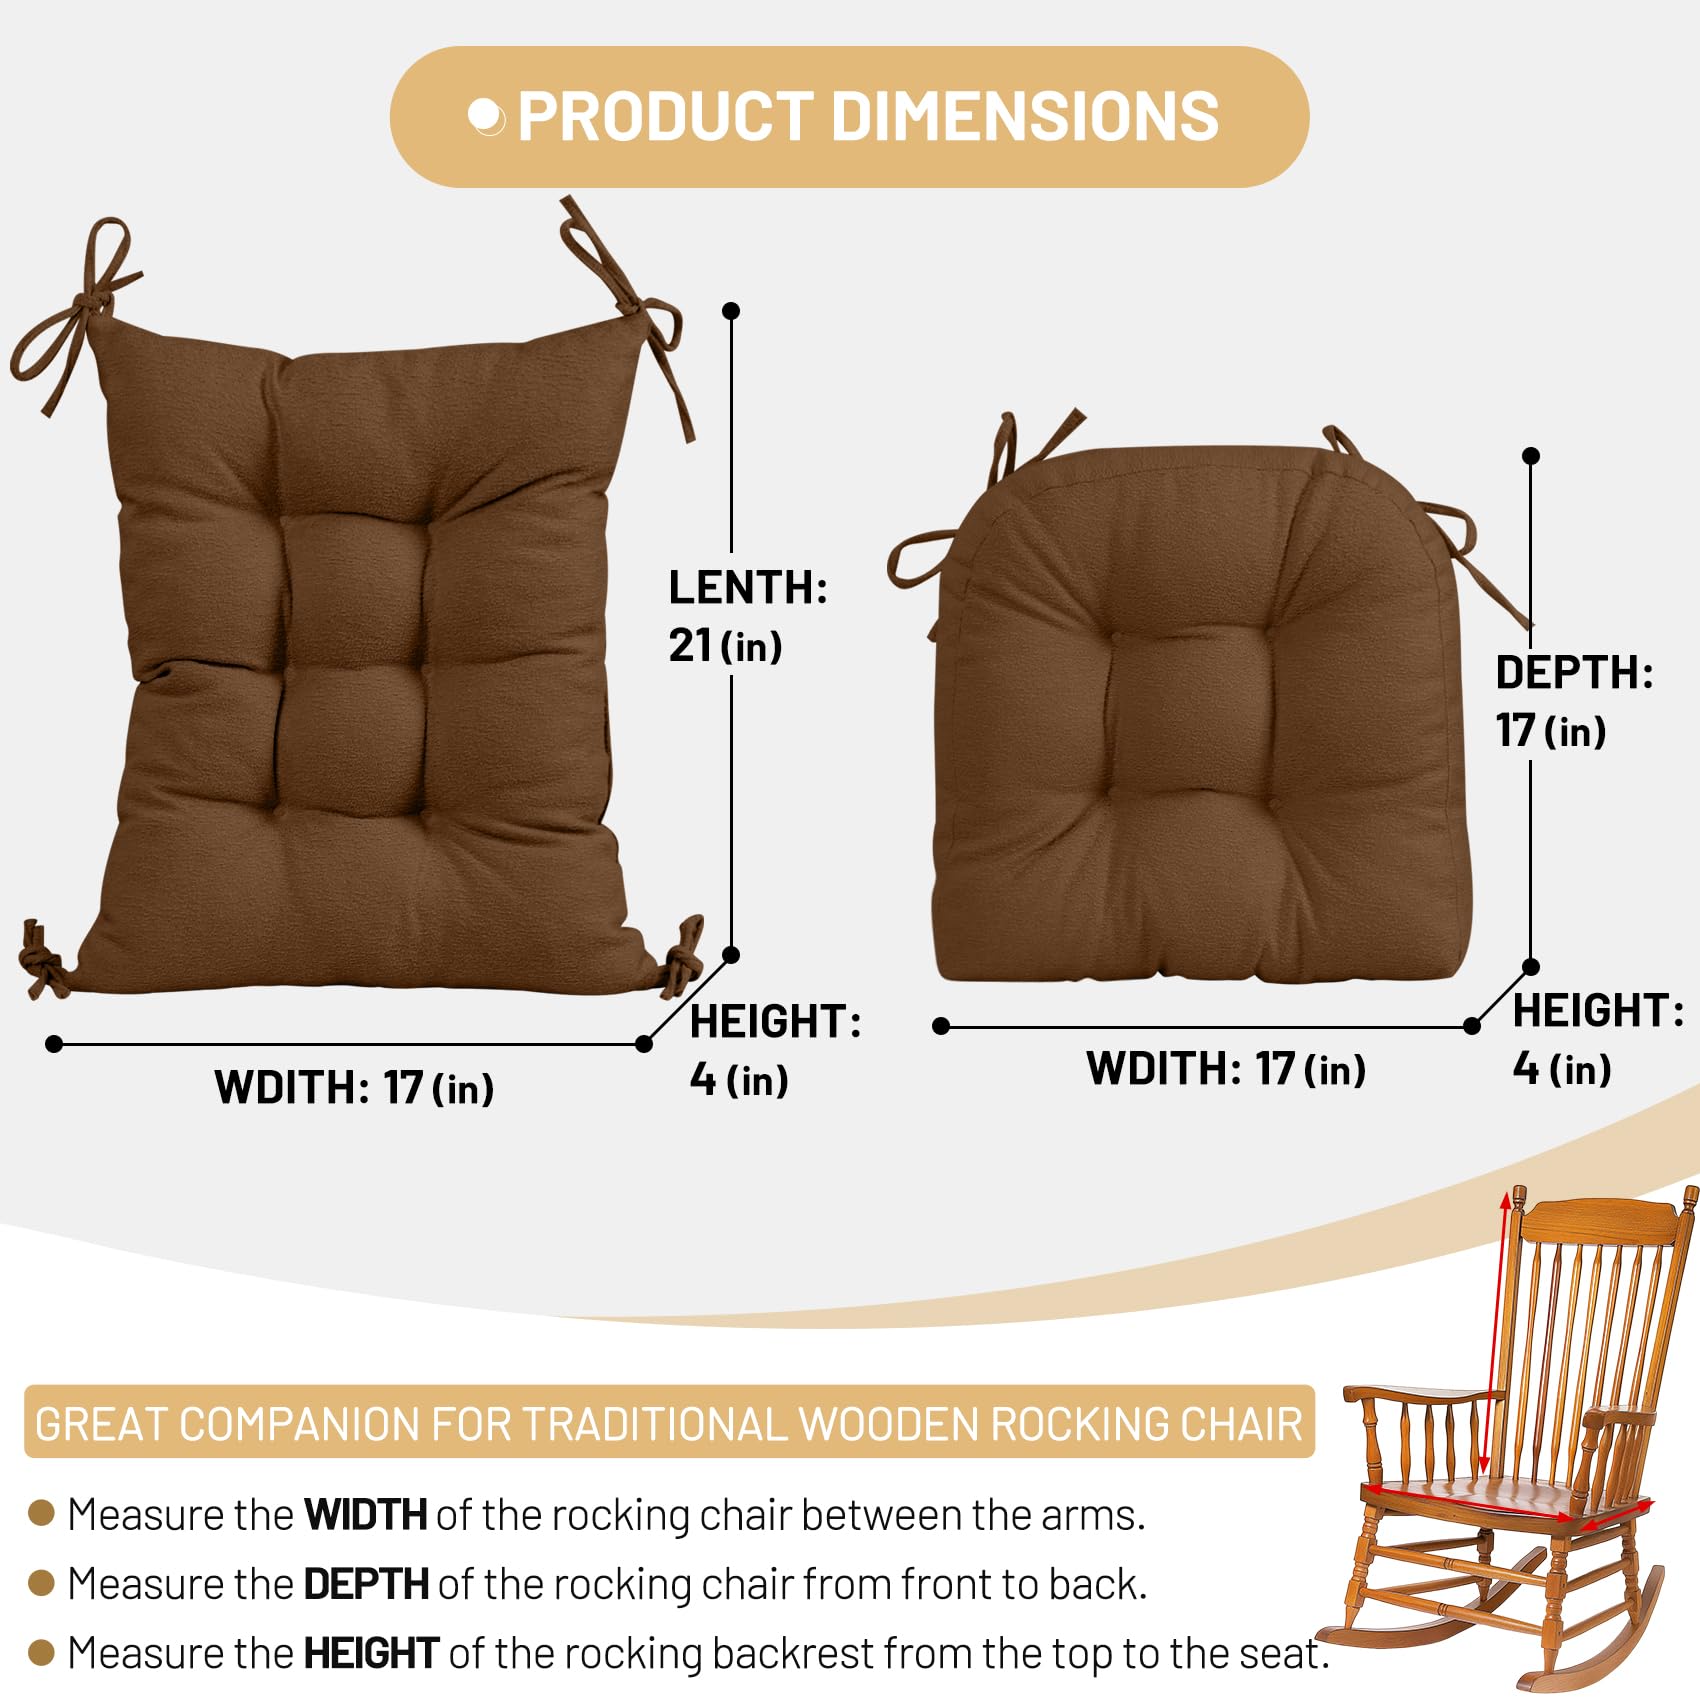 PRODUCT DIMENSIONS
LENTH:
21 (in)
HEIGHT:
4 (in)
WDITH: 17 (in)
DEPTH:
17 (in)
HEIGHT:
4 (in)
WDITH: 17 (in)
GREAT COMPANION FOR TRADITIONAL WOODEN ROCKING CHAIR
Measure the WIDTH of the rocking chair between the arms.
Measure the DEPTH of the rocking chair from front to back.
Measure the HEIGHT of the rocking backrest from the top to the seat.